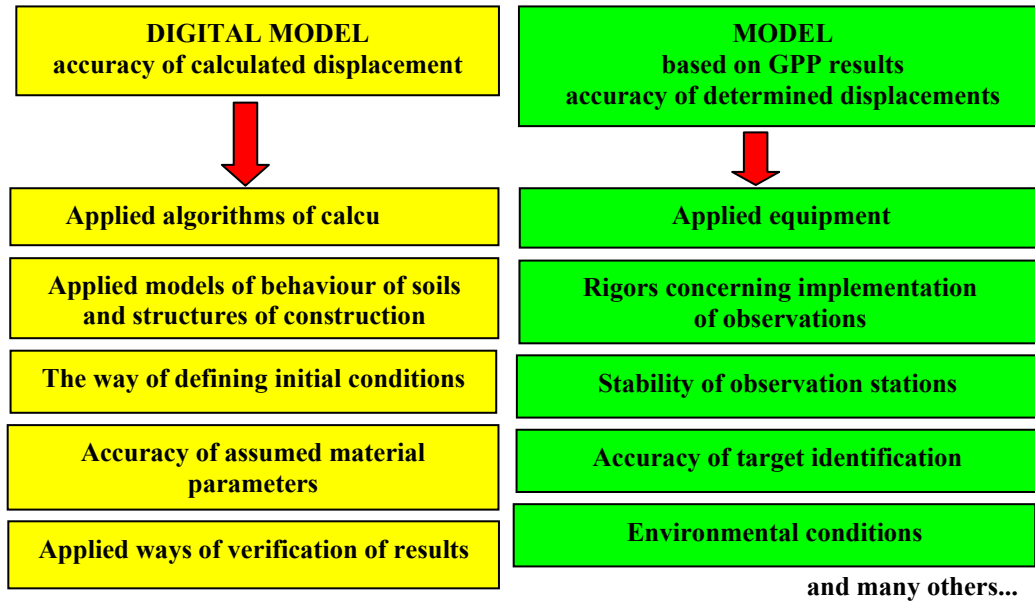 DIGITAL MODEL
accuracy of calculated displacement
Applied algorithms of calcu
Applied models of behaviour of soils
and structures of construction
The way of defining initial conditions
Accuracy of assumed material
parameters
Applied ways of verification of results
MODEL
based on GPP results
accuracy of determined displacements
Applied equipment
Rigors concerning implementation
of observations
Stability of observation stations
Accuracy of target identification
Environmental conditions
and many others...